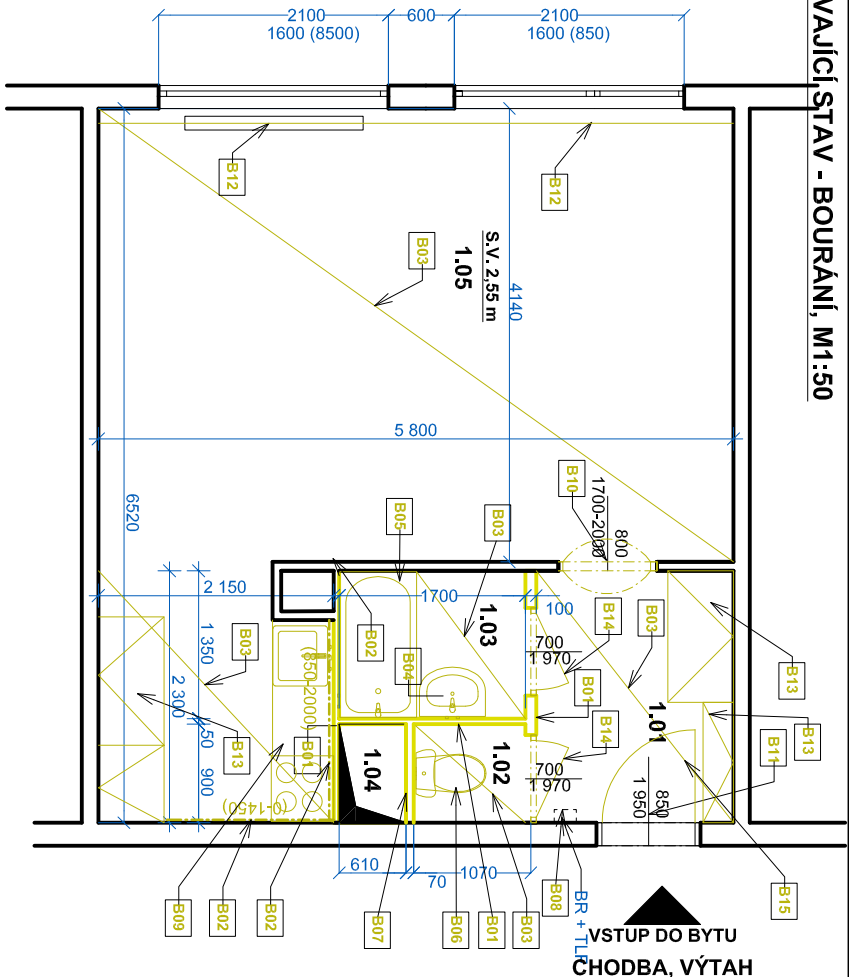 VAJÍCÍ STAV - BOURÁNÍ, M1:50
2100
600
2100
1600 (8500)
1600 (850)
B12
B12
B03
S.V. 2,55 m
1.05
4140
5 800
6520
B10
800
1700-2000
B05
B03
2 150
1700
100
1.03
B14
B03
B13
B02
B04
700
1 970
B01
1.01
B13
B11
1 350
B03
2 300
(850-2000)
50
B13
B01
900
(0-1450)
1.04
1.02
B14
700
1 970
850
1 950
B15
610
70
1070
B09
B02
B02
B07
B06
B01
B03
B08
BR + TLF
VSTUP DO BYTU
CHODBA, VÝTAH